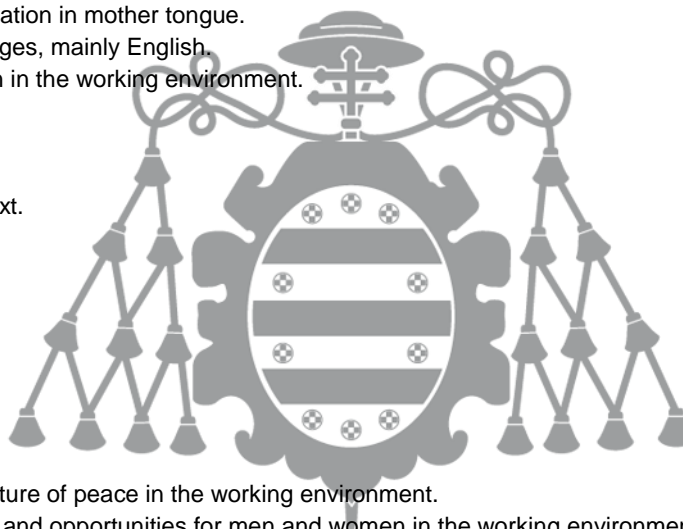 ation in mother tongue.
ges, mainly English.
n in the working environment.
xt.
ture of peace in the working environment.
and opportunities for men and women in the working environme